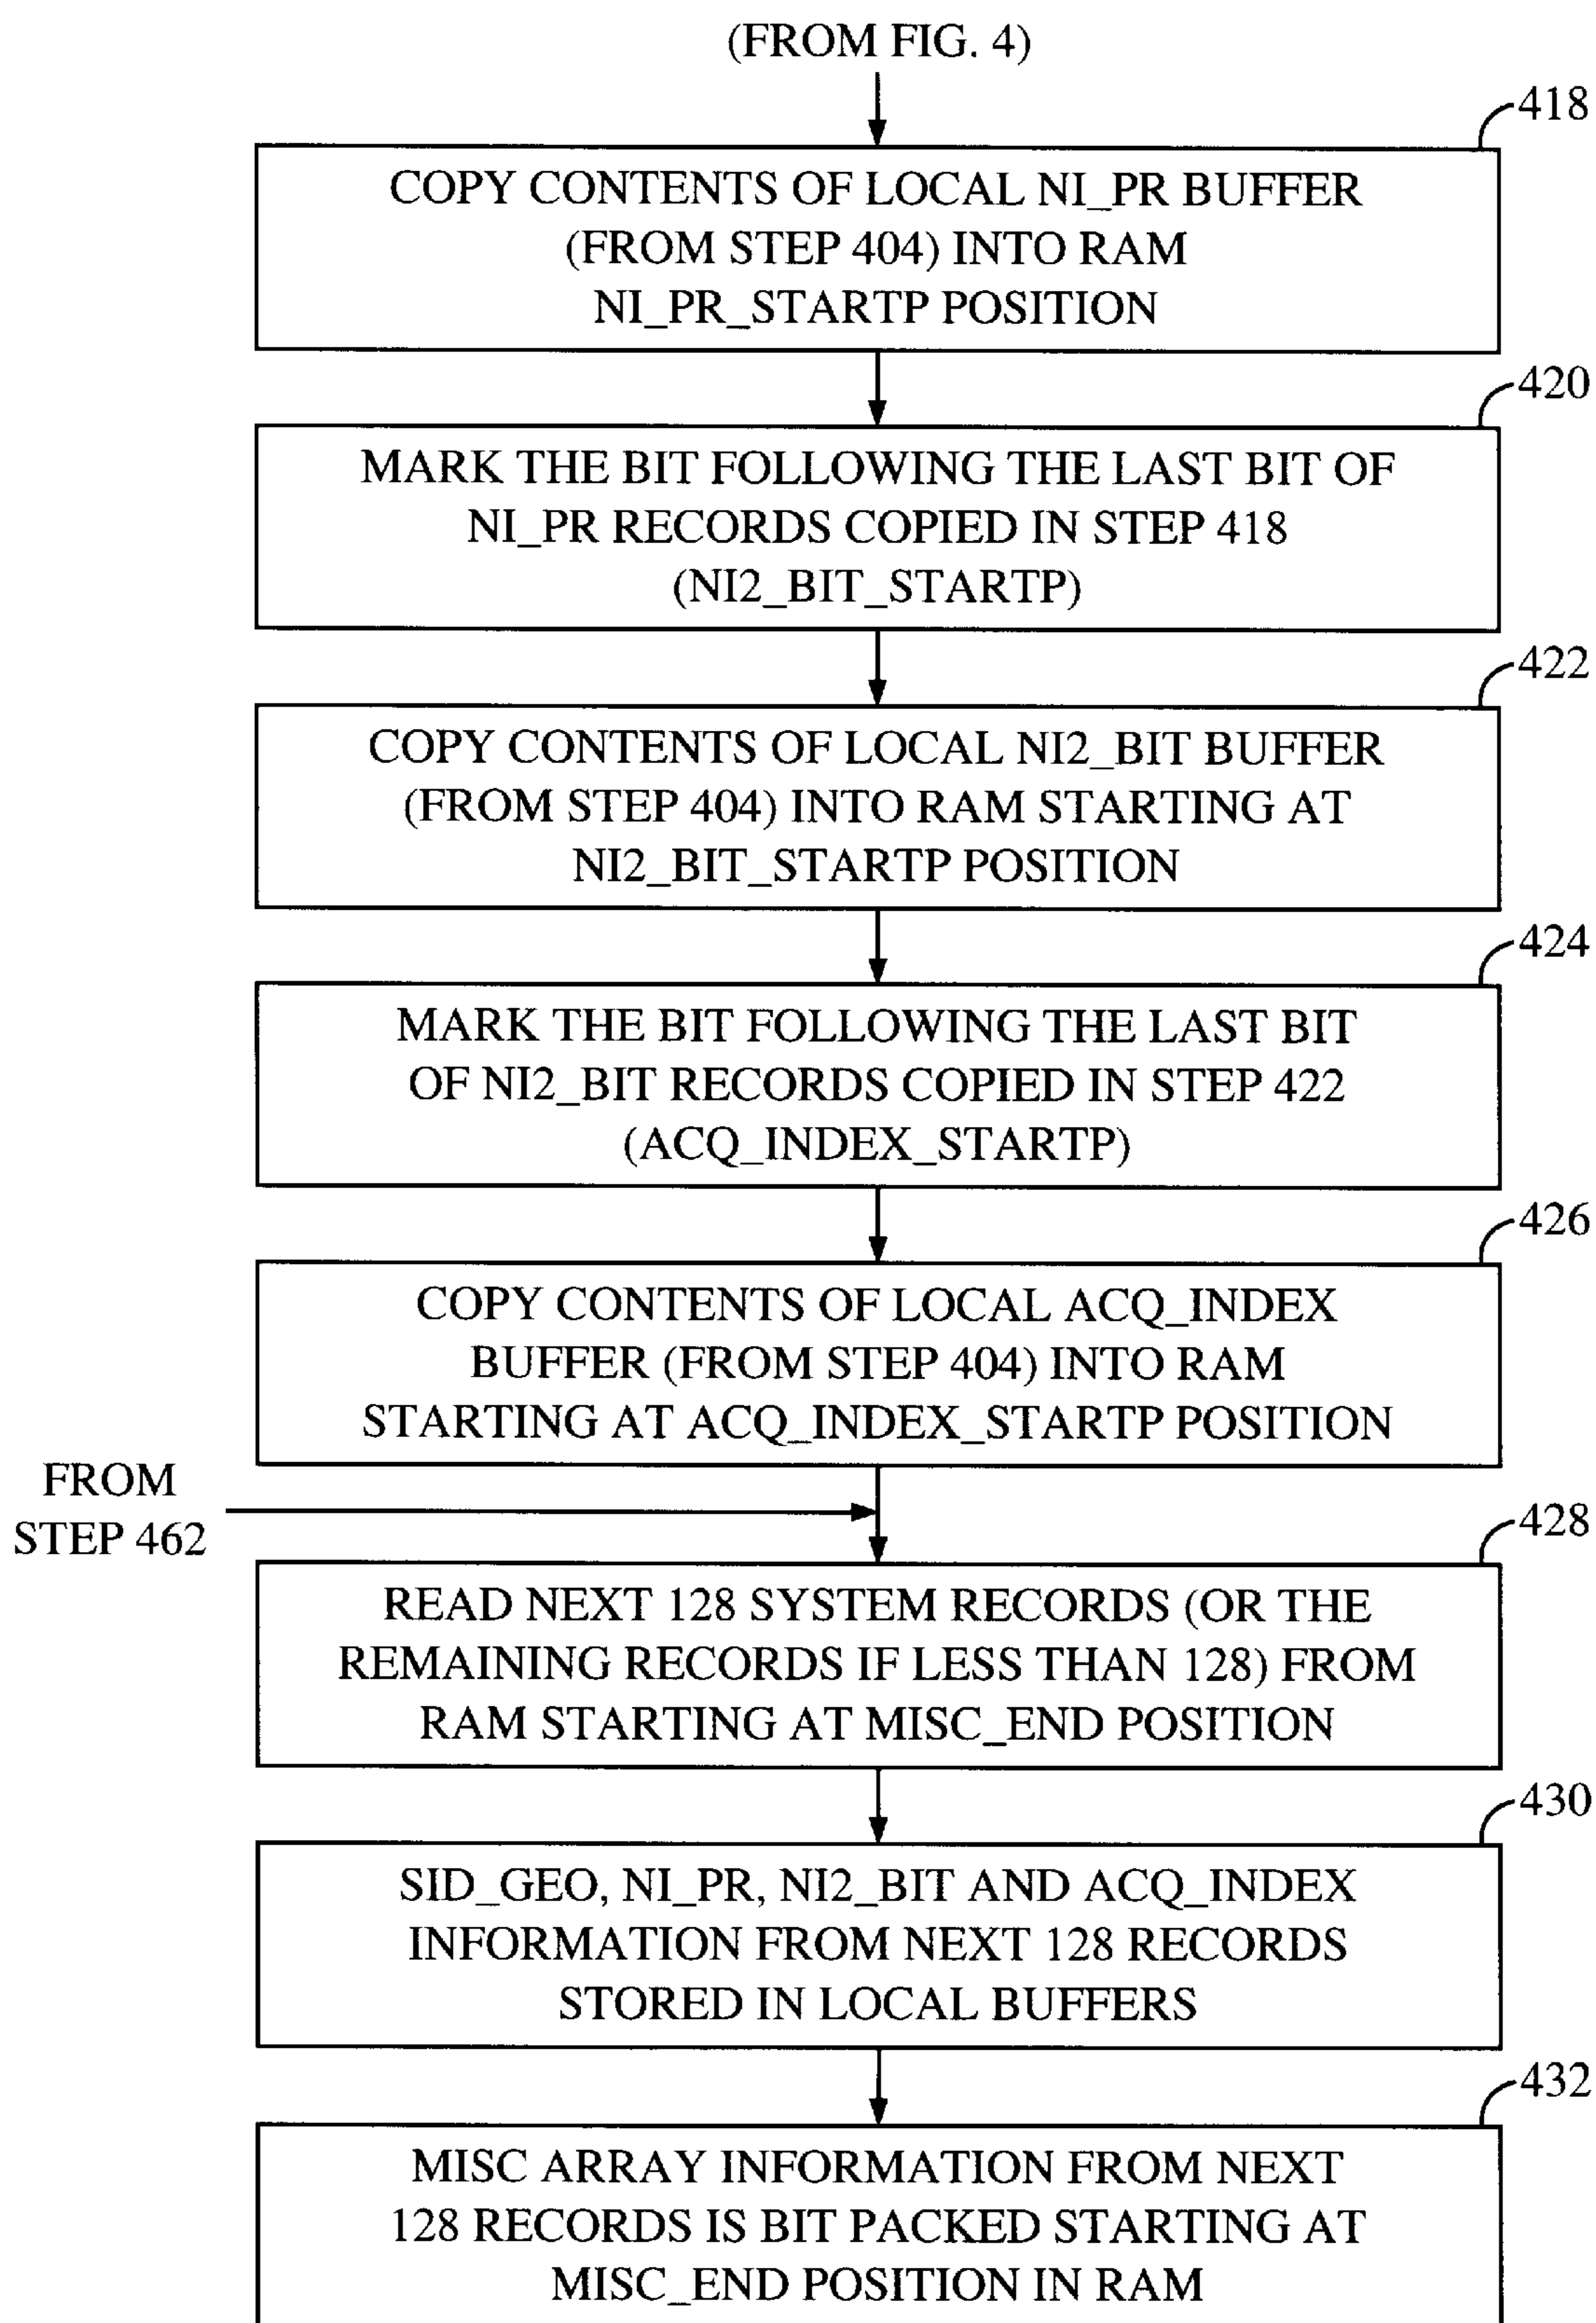 (FROM FIG. 4)
418
COPY CONTENTS OF LOCAL NI_PR BUFFER
(FROM STEP 404) INTO RAM
NI_PR_STARTP POSITION
420
MARK THE BIT FOLLOWING THE LAST BIT OF
NI_PR RECORDS COPIED IN STEP 418
(NI2_BIT_STARTP)
422
COPY CONTENTS OF LOCAL NI2_BIT BUFFER
(FROM STEP 404) INTO RAM STARTING AT
NI2_BIT_STARTP POSITION
424
MARK THE BIT FOLLOWING THE LAST BIT
OF NI2_BIT RECORDS COPIED IN STEP 422
(ACQ_INDEX_STARTP)
426
COPY CONTENTS OF LOCAL ACQ_INDEX
BUFFER (FROM STEP 404) INTO RAM
STARTING AT ACQ_INDEX_STARTP POSITION
FROM
STEP 462
428
READ NEXT 128 SYSTEM RECORDS (OR THE
REMAINING RECORDS IF LESS THAN 128) FROM
RAM STARTING AT MISC_END POSITION
430
SID_GEO, NI_PR, NI2_BIT AND ACQ_INDEX
INFORMATION FROM NEXT 128 RECORDS
STORED IN LOCAL BUFFERS
432
MISC ARRAY INFORMATION FROM NEXT
128 RECORDS IS BIT PACKED STARTING AT
MISC_END POSITION IN RAM